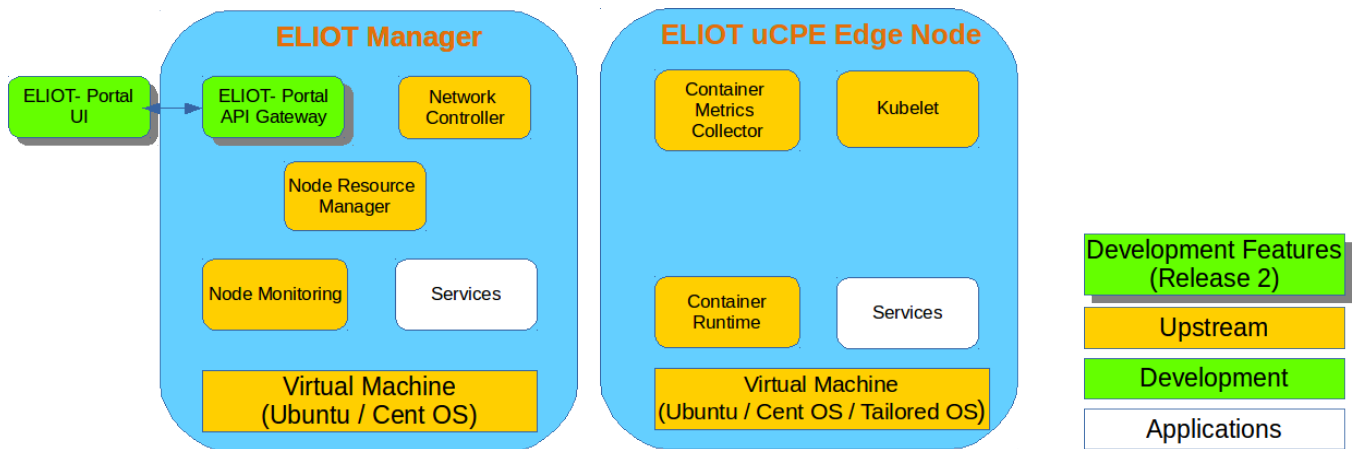 ELIOT Manager
ELIOT- Portal
UI
ELIOT- Portal
API Gateway
Network
Controller
Node Resource
Manager
Node Monitoring
Services
Virtual Machine
(Ubuntu / Cent OS)
ELIOT uCPE Edge Node
Container
Metrics
Collector
Kubelet
Container
Runtime
Services
Virtual Machine
(Ubuntu / Cent OS / Tailored OS)
Development Features
(Release 2)
Upstream
Development
Applications